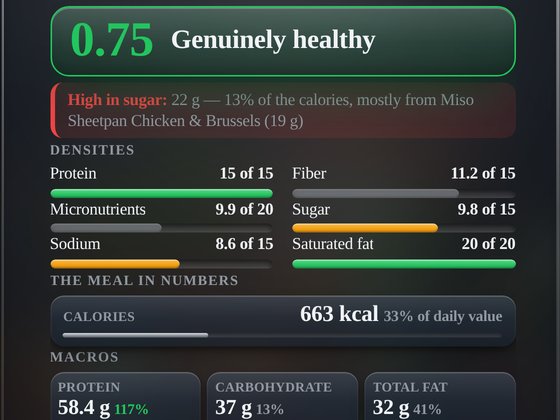 0.75 Genuinely healthy
High in sugar: 22 g — 13% of the calories, mostly from Miso
Sheetpan Chicken & Brussels (19 g)
DENSITIES
Protein 15 of 15
Fiber 11.2 of 15
Micronutrients 9.9 of 20
Sugar 9.8 of 15
Sodium 8.6 of 15
Saturated fat 20 of 20
THE MEAL IN NUMBERS
CALORIES 663 kcal 33% of daily value
MACROS
PROTEIN
58.4 g 117%
CARBOHYDRATE
37 g 13%
TOTAL FAT
32 g 41%